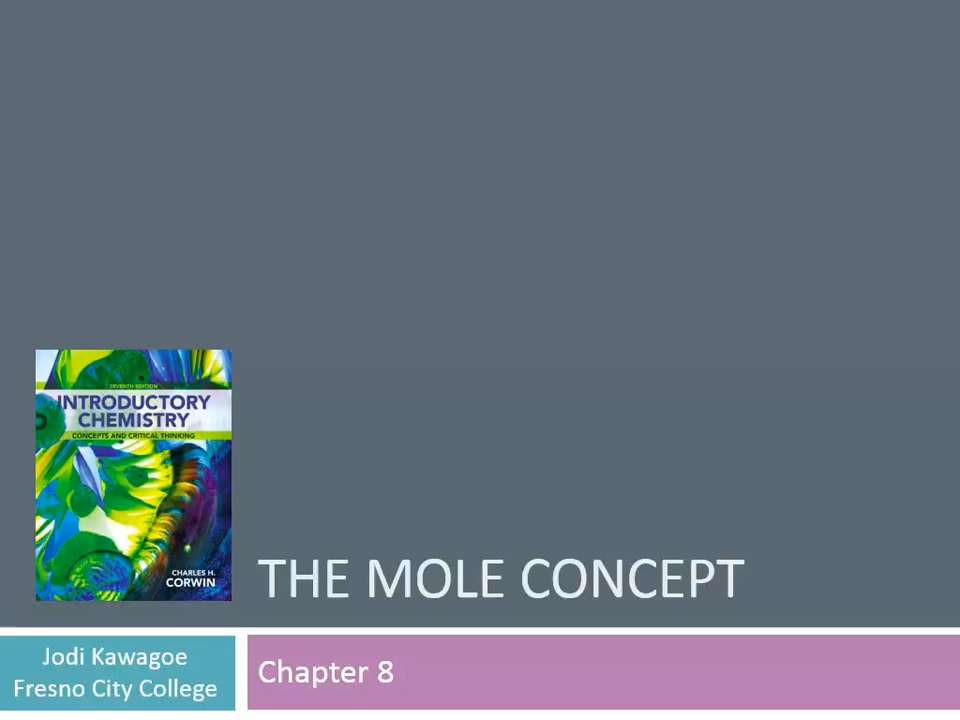 SEVENTH EDITION
INTRODUCTORY
CHEMISTRY
CONCEPTS AND CRITICAL THINKING
CHARLES H.
CORWIN
THE MOLE CONCEPT
Jodi Kawagoe
Fresno City College
Chapter 8